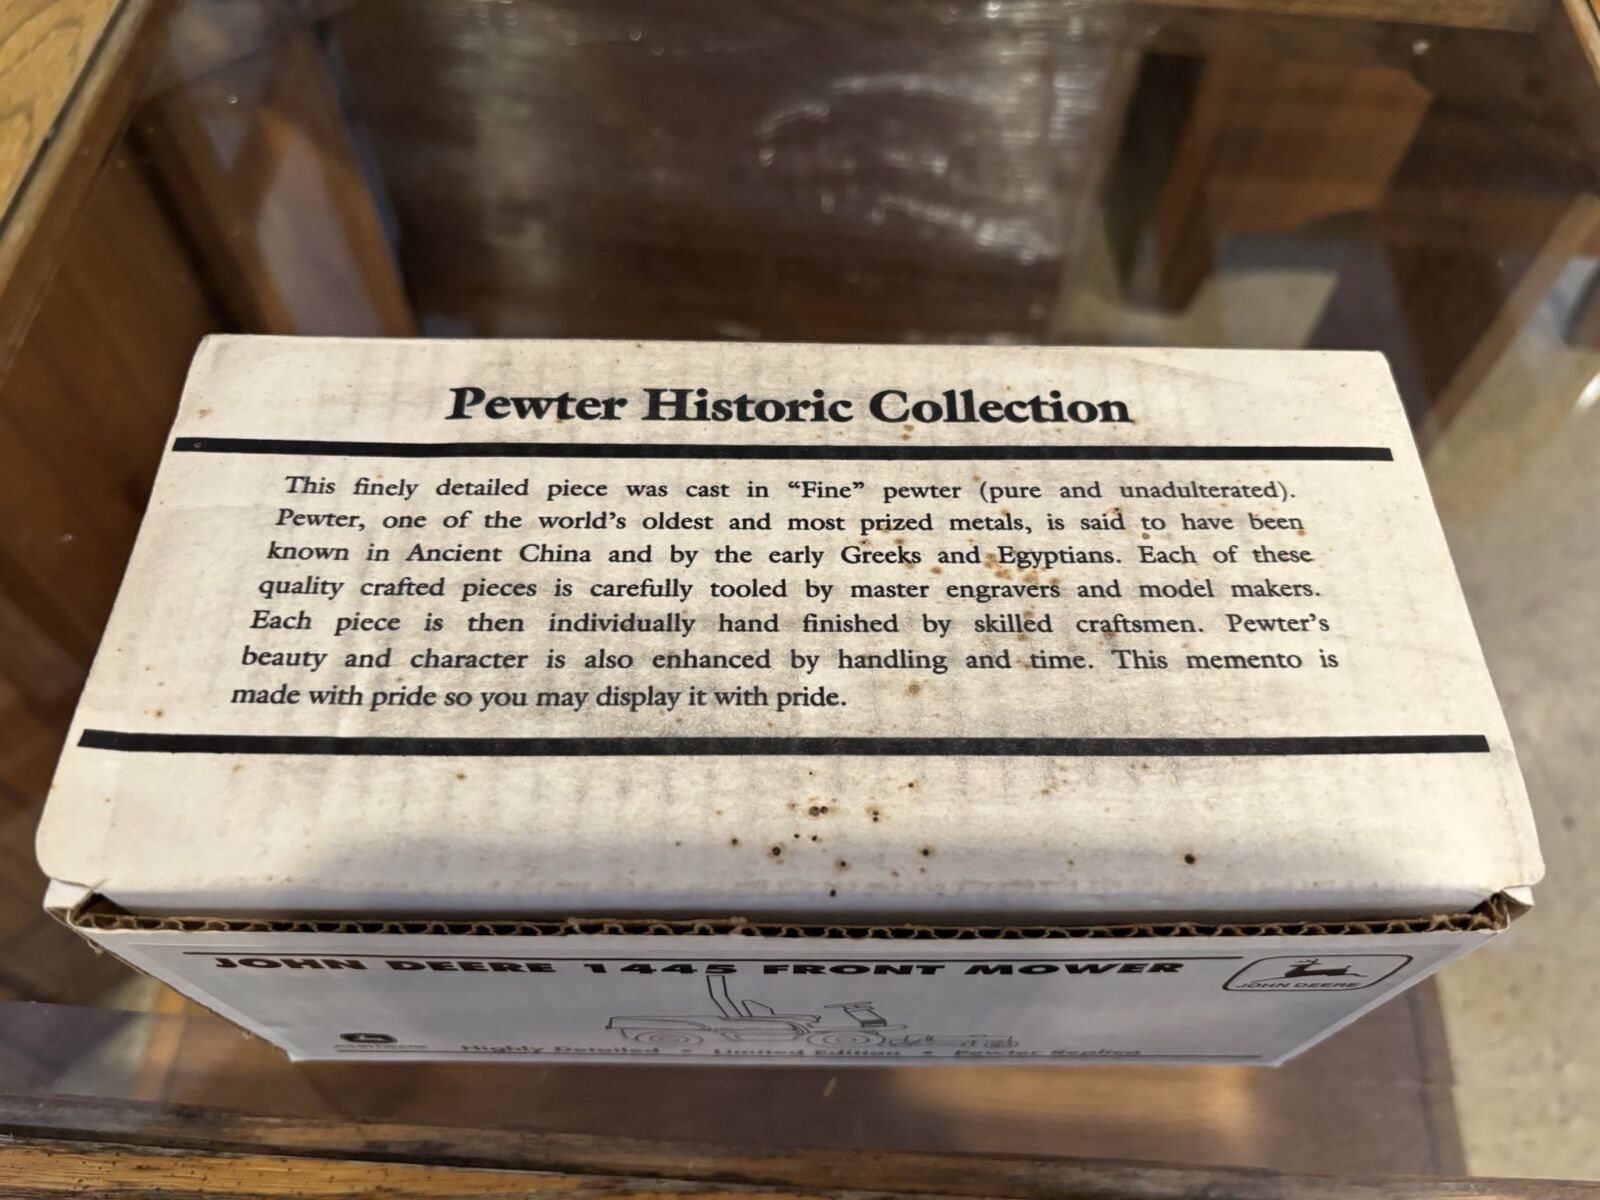 Pewter Historic Collection
This finely detailed piece was cast in “Fine” pewter (pure and unadulterated).
Pewter, one of the world’s oldest and most prized metals, is said to have been
known in Ancient China and by the early Greeks and Egyptians. Each of these
quality crafted pieces is carefully tooled by master engravers and model makers.
Each piece is then individually hand finished by skilled craftsmen. Pewter’s
beauty and character is also enhanced by handling and time. This memento is
made with pride so you may display it with pride.
JOHN DEERE 1445 FRONT MOWER
JOHN DEERE
Highly Detailed • Limited Edition • Pewter Replica